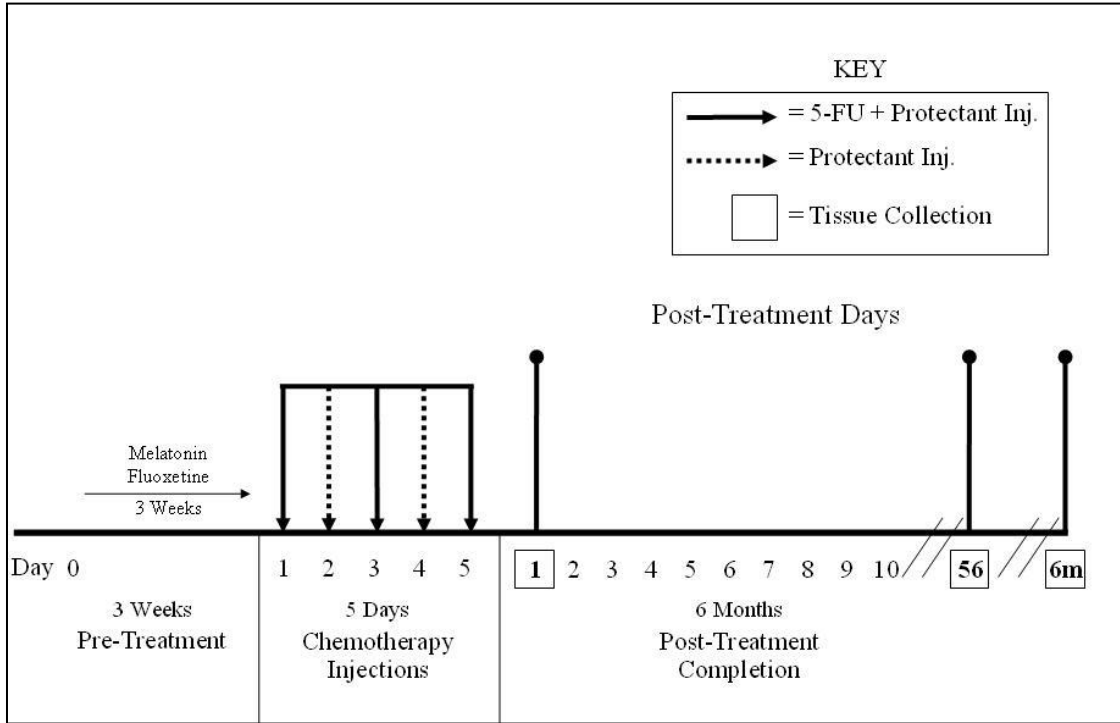 KEY
= 5-FU + Protectant Inj.
= Protectant Inj.
= Tissue Collection
Post-Treatment Days
Melatonin
Fluoxetine
3 Weeks
Day 0 1 2 3 4 5 1 2 3 4 5 6 7 8 9 10 56 6m
3 Weeks
Pre-Treatment
5 Days
Chemotherapy
Injections
6 Months
Post-Treatment
Completion